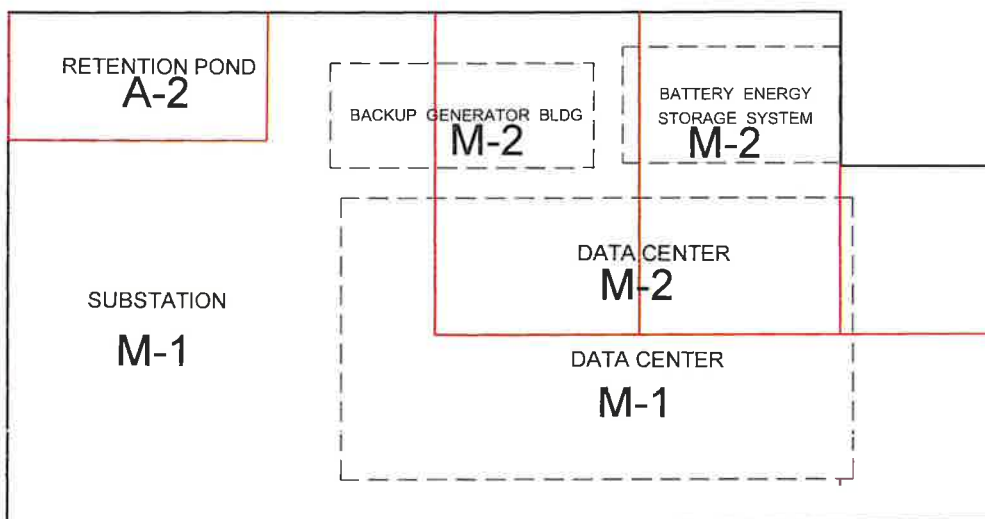 RETENTION POND
A-2
BACKUP GENERATOR BLDG
M-2
BATTERY ENERGY
STORAGE SYSTEM
M-2
DATA CENTER
M-2
SUBSTATION
M-1
DATA CENTER
M-1